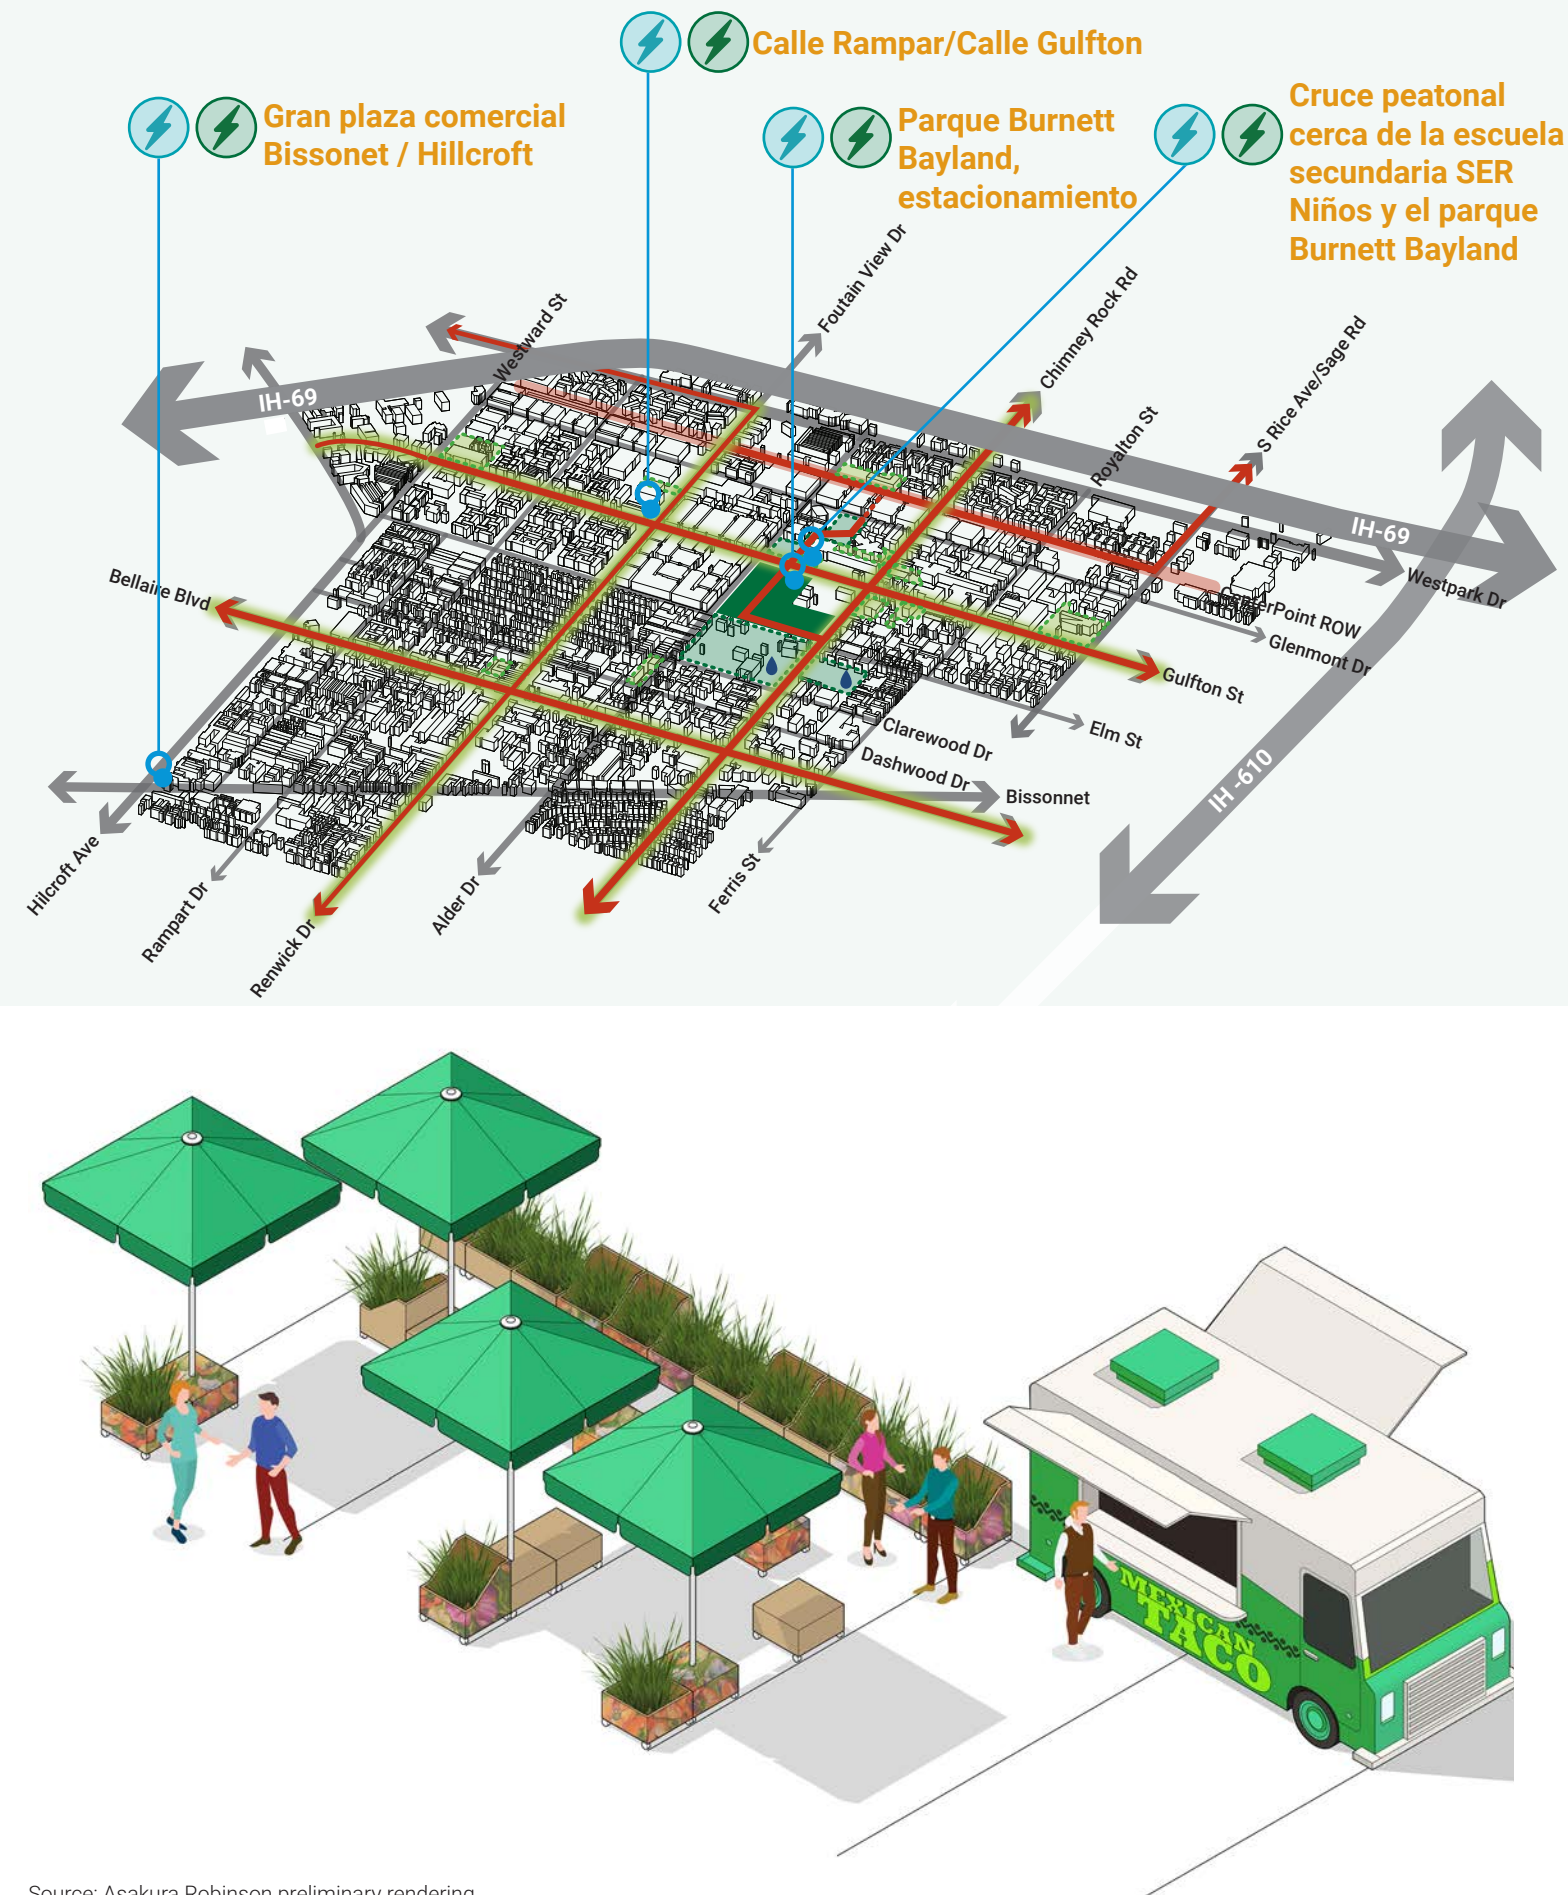 Calle Rampar/Calle Gulfton
Gran plaza comercial
Bissonet / Hillcroft
Parque Burnett
Bayland,
estacionamiento
Cruce peatonal
cerca de la escuela
secundaria SER
Niños y el parque
Burnett Bayland
Foutain View Dr
Westward St
Chimney Rock Rd
S Rice Ave/Sage Rd
Royalton St
IH-69
IH-69
Westpark Dr
Bellaire Blvd
erPoint ROW
Glenmont Dr
Gulfton St
Elm St
Clarewood Dr
Dashwood Dr
Bissonnet
IH -610
Hilcroft Ave
Rampart Dr
Renwick Dr
Alder Dr
Ferris St
MEXICAN
TACO
Source: Asakura Robinson preliminary rendering